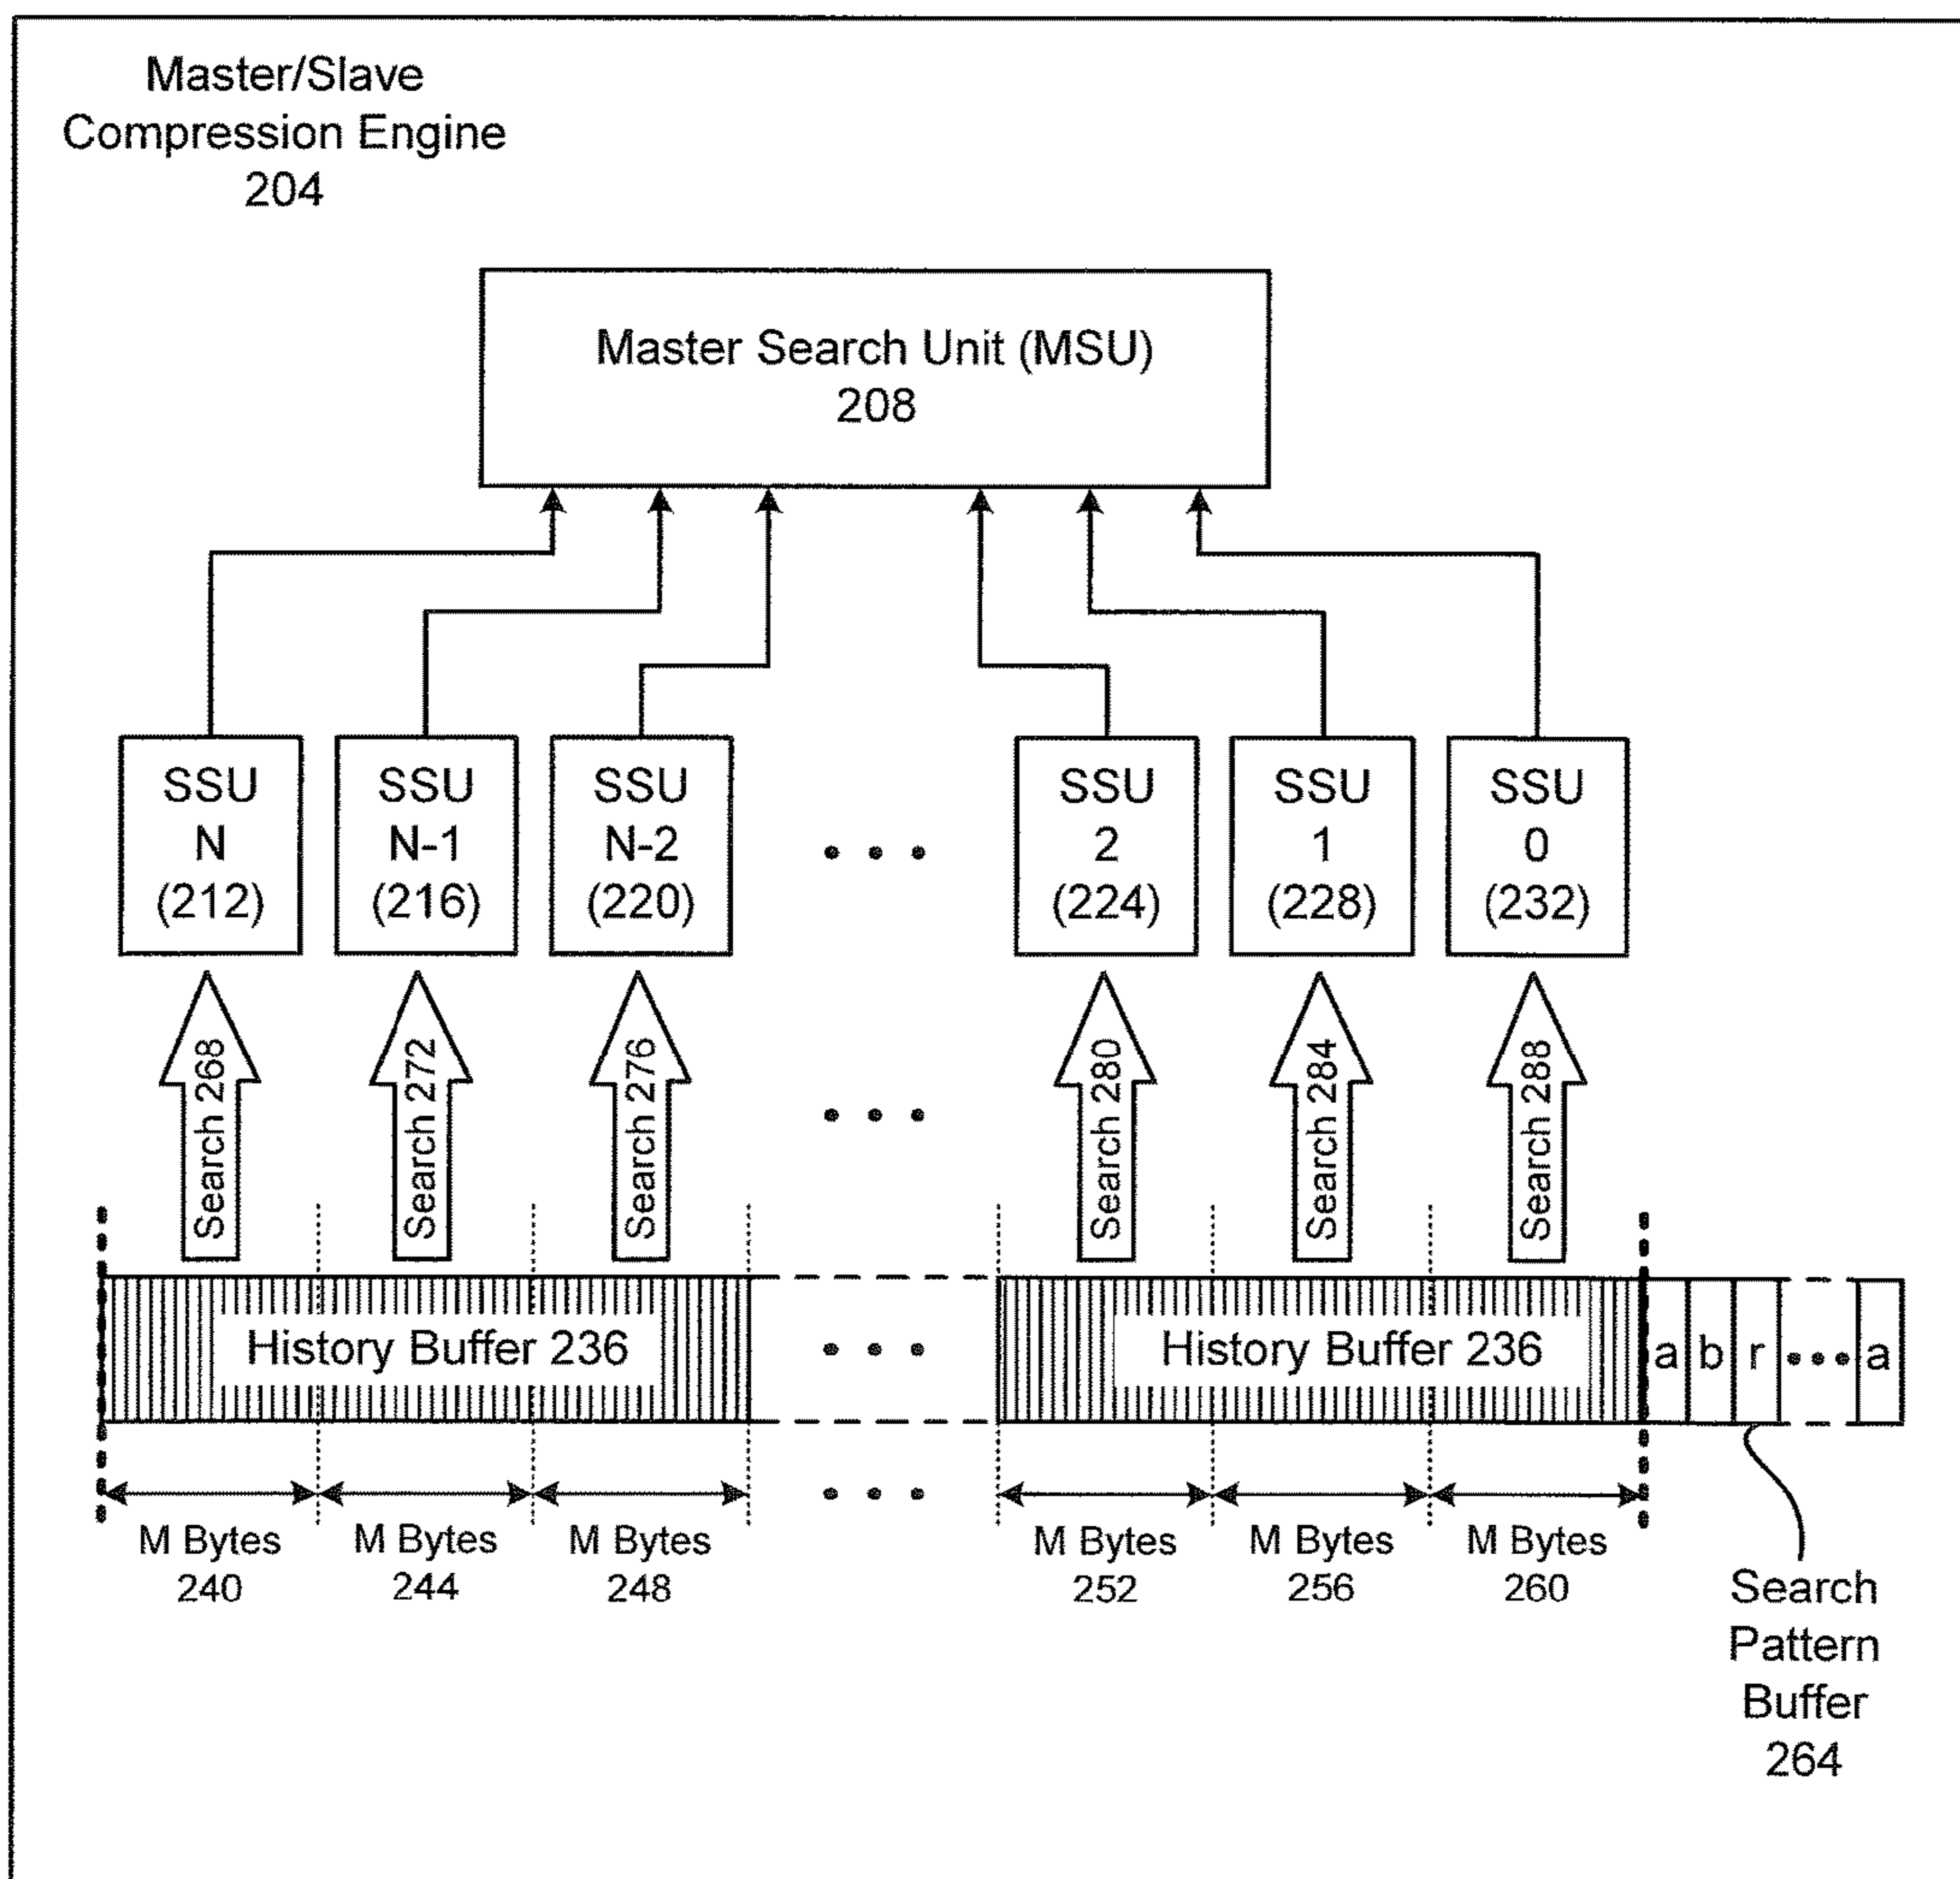 Master/Slave
Compression Engine
204
Master Search Unit (MSU)
208
SSU
N
(212)
SSU
N-1
(216)
SSU
N-2
(220)
• • •
SSU
2
(224)
SSU
1
(228)
SSU
0
(232)
Search 268
Search 272
Search 276
• • •
Search 280
Search 284
Search 288
History Buffer 236
• • •
History Buffer 236
a b r • • • a
• • •
M Bytes
240
M Bytes
244
M Bytes
248
M Bytes
252
M Bytes
256
M Bytes
260
Search
Pattern
Buffer
264